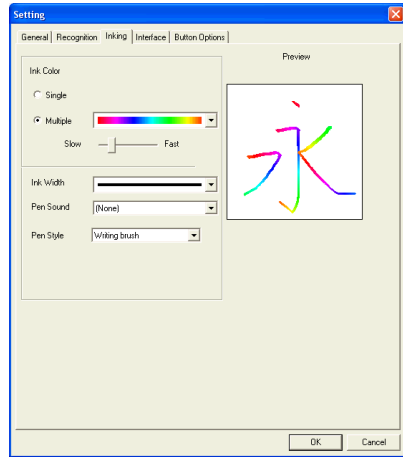 Setting
General Recognition Inking Interface Button Options
Ink Color
Preview
Single
Multiple
Slow Fast
永
Ink Width
Pen Sound (None)
Pen Style Writing brush
OK Cancel